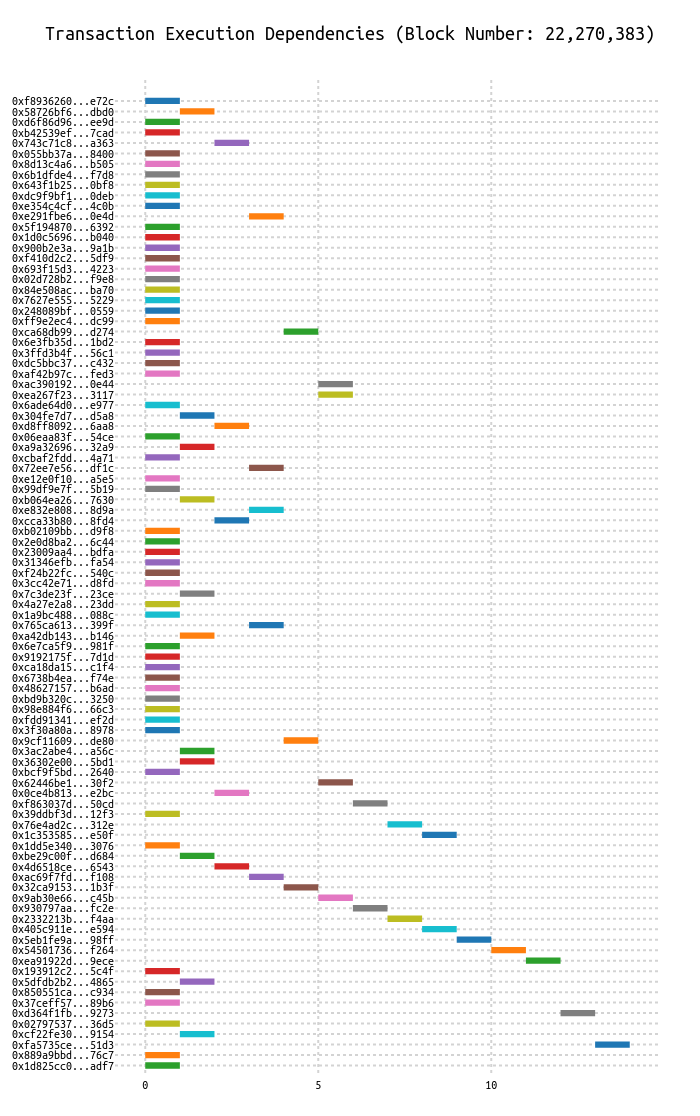 Transaction Execution Dependencies (Block Number: 22,270,383)
0xf8936260...e72c
0x58726bf6...dbd0
0xd6f86d96...ee9d
0xb42539ef...7cad
0x743c71c8...a363
0x055bb37a...8400
0x8d13c4a6...b505
0x6b1dfde4...f7d8
0x643f1b25...0bf8
0xdc9f9bf1...0deb
0xe354c4cf...4c0b
0xe291fbe6...0e4d
0x5f194870...6392
0x1d0c5696...b040
0x900b2e3a...9a1b
0xf410d2c2...5df9
0x693f15d3...4223
0x02d728b2...f9e8
0x84e508ac...ba70
0x7627e555...5229
0x248089bf...0559
0xff9e2ec4...dc99
0xca68db99...d274
0x6e3fb35d...1bd2
0x3ffd3b4f...56c1
0xdc5bbc37...c432
0xaf42b97c...fed3
0xac390192...0e44
0xea267f23...3117
0x6ade64d0...e977
0x304fe7d7...d5a8
0xd8ff8092...6aa8
0x06eaa83f...54ce
0xa9a32696...32a9
0xcbaf2fdd...4a71
0x72ee7e56...df1c
0xe12e0f10...a5e5
0x99df9e7f...5b19
0xb064ea26...7630
0xe832e808...8d9a
0xcca33b80...8fd4
0xb02109bb...d9f8
0x2e0d8ba2...6c44
0x23009aa4...bdfa
0x31346efb...fa54
0xf24b22fc...540c
0x3cc42e71...d8fd
0x7c3de23f...23ce
0x4a27e2a8...23dd
0x1a9bc488...088c
0x765ca613...399f
0xa42db143...b146
0x6e7ca5f9...981f
0x9192175f...7d1d
0xca18da15...c1f4
0x6738b4ea...f74e
0x48627157...b6ad
0xbd9b320c...3250
0x98e884f6...66c3
0xfdd91341...ef2d
0x3f30a80a...8978
0x9cf11609...de80
0x3ac2abe4...a56c
0x36302e00...5bd1
0xbcf9f5bd...2640
0x62446be1...30f2
0x0ce4b813...e2bc
0xf863037d...50cd
0x39ddbf3d...12f3
0x76e4ad2c...312e
0x1c353585...e50f
0x1dd5e340...3076
0xbe29c00f...d684
0x4d6518ce...6543
0xac69f7fd...f108
0x32ca9153...1b3f
0x9ab30e66...c45b
0x930797aa...fc2e
0x2332213b...f4aa
0x405c911e...e594
0x5eb1fe9a...98ff
0x54501736...f264
0xea91922d...9ece
0x193912c2...5c4f
0x5dfdb2b2...4865
0x850551ca...c934
0x37ceff57...89b6
0xd364f1fb...9273
0x02797537...36d5
0xcf22fe30...9154
0xfa5735ce...51d3
0x889a9bbd...76c7
0x1d825cc0...adf7
0 5 10